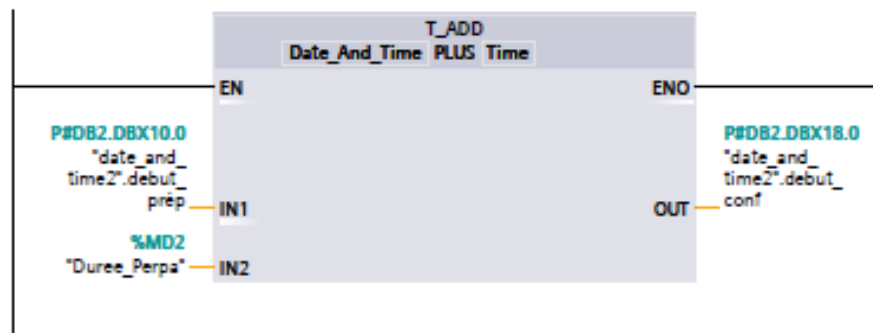 T_ADD
Date_And_Time PLUS Time
EN ENO
P#DB2.DBX10.0
"date_and_
time2".debut_
prép
IN1
P#DB2.DBX18.0
"date_and_
time2".debut_
conf
OUT
%MD2
"Duree_Perpa"
IN2